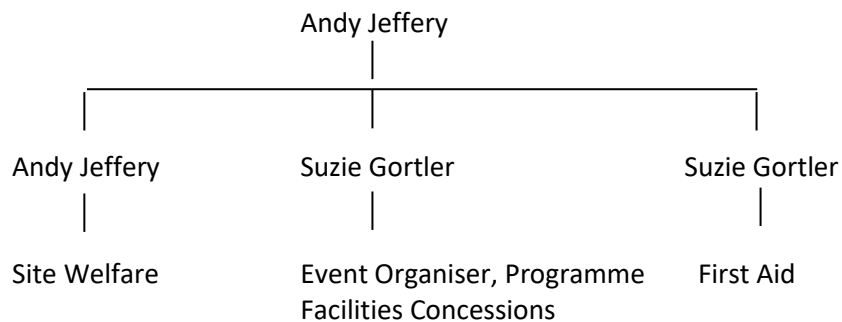 Andy Jeffery
Andy Jeffery
Suzie Gortler
Suzie Gortler
Site Welfare
Event Organiser, Programme
Facilities Concessions
First Aid